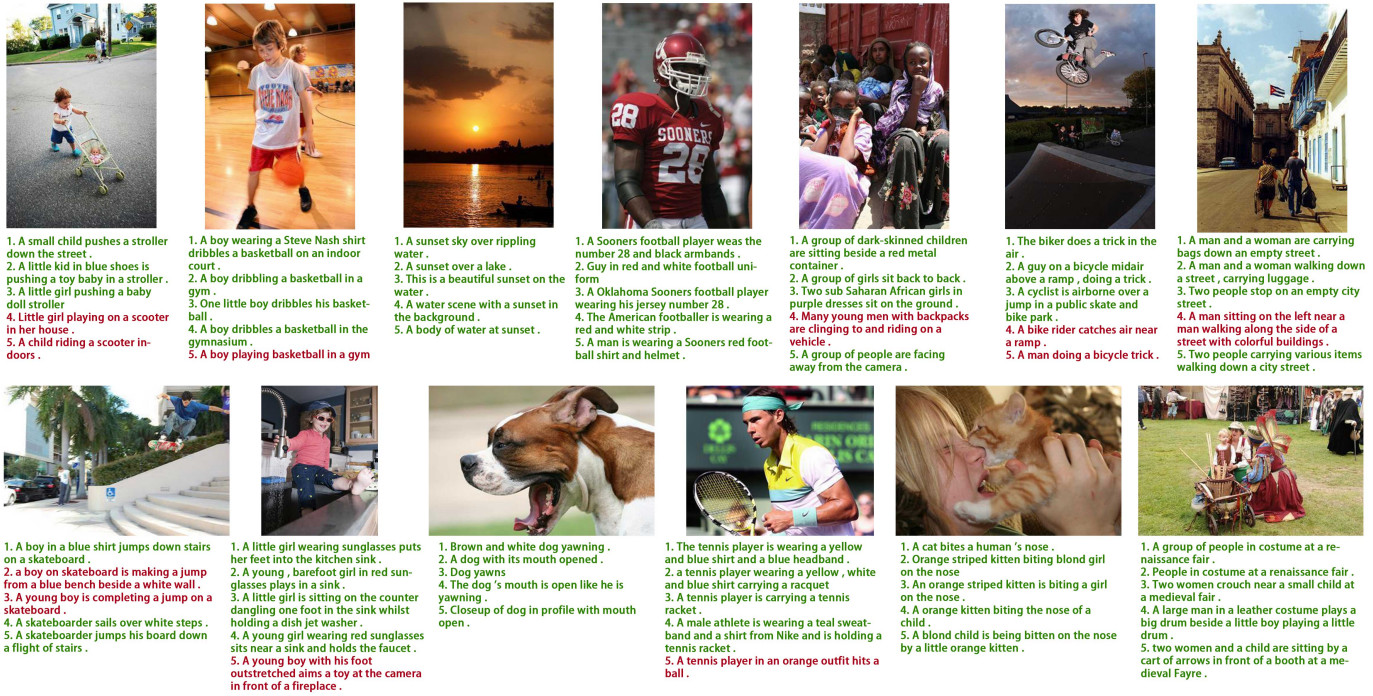 1. A small child pushes a stroller
down the street .
2. A little kid in blue shoes is
pushing a toy baby in a stroller .
3. A little girl pushing a baby
doll stroller
4. Little girl playing on a scooter
in her house .
5. A child riding a scooter in-
doors .
STEVE NASH
1. A boy wearing a Steve Nash shirt
dribbles a basketball on an indoor
court .
2. A boy dribbling a basketball in a
gym .
3. One little boy dribbles his basket-
ball .
4. A boy dribbles a basketball in the
gymnasium .
5. A boy playing basketball in a gym
1. A sunset sky over rippling
water .
2. A sunset over a lake .
3. This is a beautiful sunset on the
water .
4. A water scene with a sunset in
the background .
5. A body of water at sunset .
28
SOONERS
28
1. A Sooners football player weas the
number 28 and black armbands .
2. Guy in red and white football uni-
form
3. A Oklahoma Sooners football player
wearing his jersey number 28 .
4. The American footballer is wearing a
red and white strip .
5. A man is wearing a Sooners red foot-
ball shirt and helmet .
1. A group of dark-skinned children
are sitting beside a red metal
container .
2. A group of girls sit back to back .
3. Two sub Saharan African girls in
purple dresses sit on the ground .
4. Many young men with backpacks
are clinging to and riding on a
vehicle .
5. A group of people are facing
away from the camera .
1. The biker does a trick in the
air .
2. A guy on a bicycle midair
above a ramp , doing a trick .
3. A cyclist is airborne over a
jump in a public skate and
bike park .
4. A bike rider catches air near
a ramp .
5. A man doing a bicycle trick .
1. A man and a woman are carrying
bags down an empty street .
2. A man and a woman walking down
a street , carrying luggage .
3. Two people stop on an empty city
street .
4. A man sitting on the left near a
man walking along the side of a
street with colorful buildings .
5. Two people carrying various items
walking down a city street .
1. A boy in a blue shirt jumps down stairs
on a skateboard .
2. a boy on skateboard is making a jump
from a blue bench beside a white wall .
3. A young boy is completing a jump on a
skateboard .
4. A skateboarder sails over white steps .
5. A skateboarder jumps his board down
a flight of stairs .
1. A little girl wearing sunglasses puts
her feet into the kitchen sink .
2. A young , barefoot girl in red sun-
glasses plays in a sink .
3. A little girl is sitting on the counter
dangling one foot in the sink whilst
holding a dish jet washer .
4. A young girl wearing red sunglasses
sits near a sink and holds the faucet .
5. A young boy with his foot
outstretched aims a toy at the camera
in front of a fireplace .
1. Brown and white dog yawning .
2. A dog with its mouth opened .
3. Dog yawns
4. The dog 's mouth is open like he is
yawning .
5. Closeup of dog in profile with mouth
open .
1. The tennis player is wearing a yellow
and blue shirt and a blue headband .
2. a tennis player wearing a yellow , white
and blue shirt carrying a racquet
3. A tennis player is carrying a tennis
racket .
4. A male athlete is wearing a teal sweat-
band and a shirt from Nike and is holding a
tennis racket .
5. A tennis player in an orange outfit hits a
ball .
1. A cat bites a human 's nose .
2. Orange striped kitten biting blond girl
on the nose
3. An orange striped kitten is biting a girl
on the nose .
4. A orange kitten biting the nose of a
child .
5. A blond child is being bitten on the nose
by a little orange kitten .
1. A group of people in costume at a re-
naissance fair .
2. People in costume at a renaissance fair .
3. Two women crouch near a small child at
a medieval fair .
4. A large man in a leather costume plays a
big drum beside a little boy playing a little
drum .
5. two women and a child are sitting by a
cart of arrows in front of a booth at a me-
dieval Fayre .